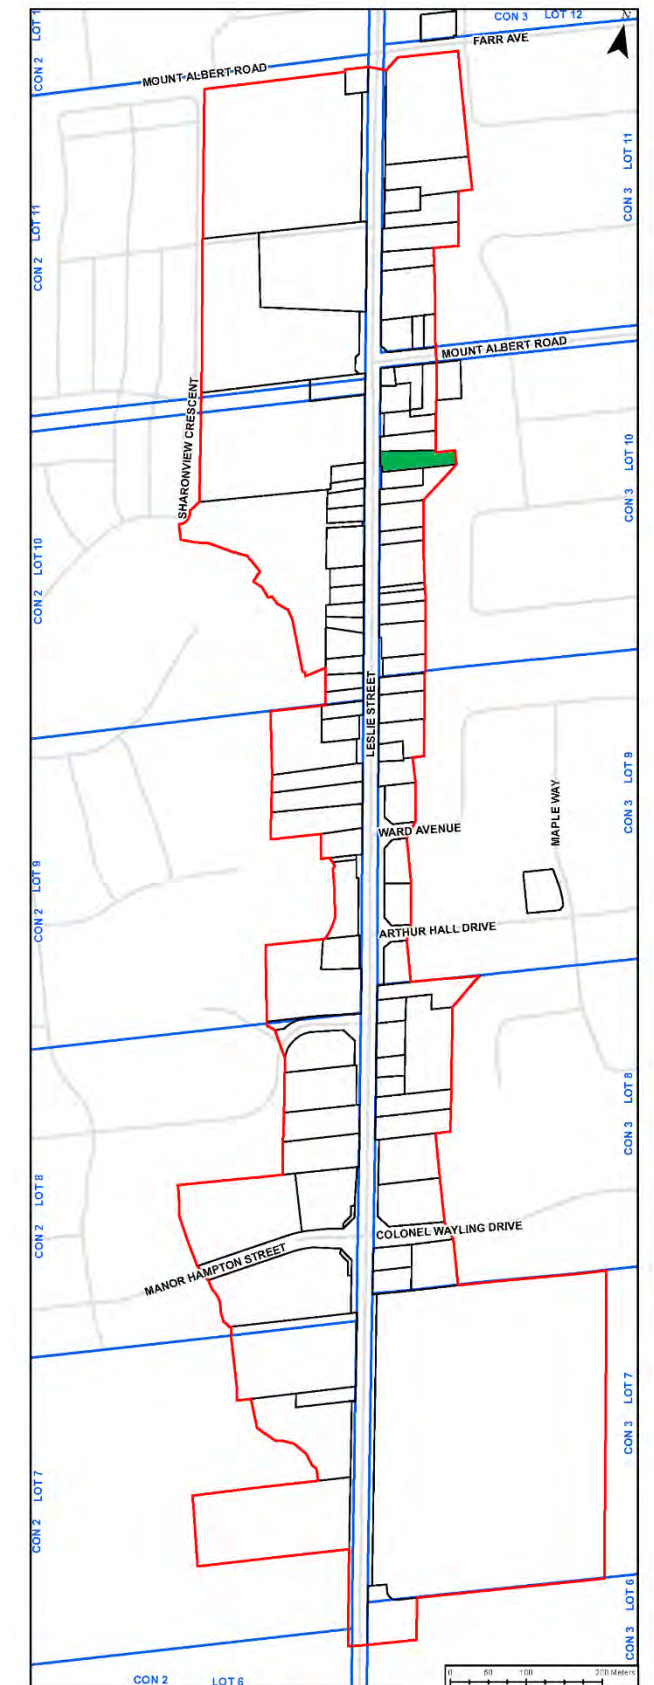 CON 3 LOT 12
N
FARR AVE
CON 2 LOT 1
MOUNT ALBERT ROAD
CON 3 LOT 11
CON 2 LOT 11
MOUNT ALBERT ROAD
SHARONVIEW CRESCENT
CON 3 LOT 10
CON 2 LOT 10
LESLIE STREET
CON 3 LOT 9
MAPLE WAY
WARD AVENUE
CON 2 LOT 9
ARTHUR HALL DRIVE
CON 3 LOT 8
CON 2 LOT 8
COLONEL WAYLING DRIVE
MANOR HAMPTON STREET
CON 3 LOT 7
CON 2 LOT 7
CON 3 LOT 6
CON 2 LOT 6
0 50 100 200 Meters